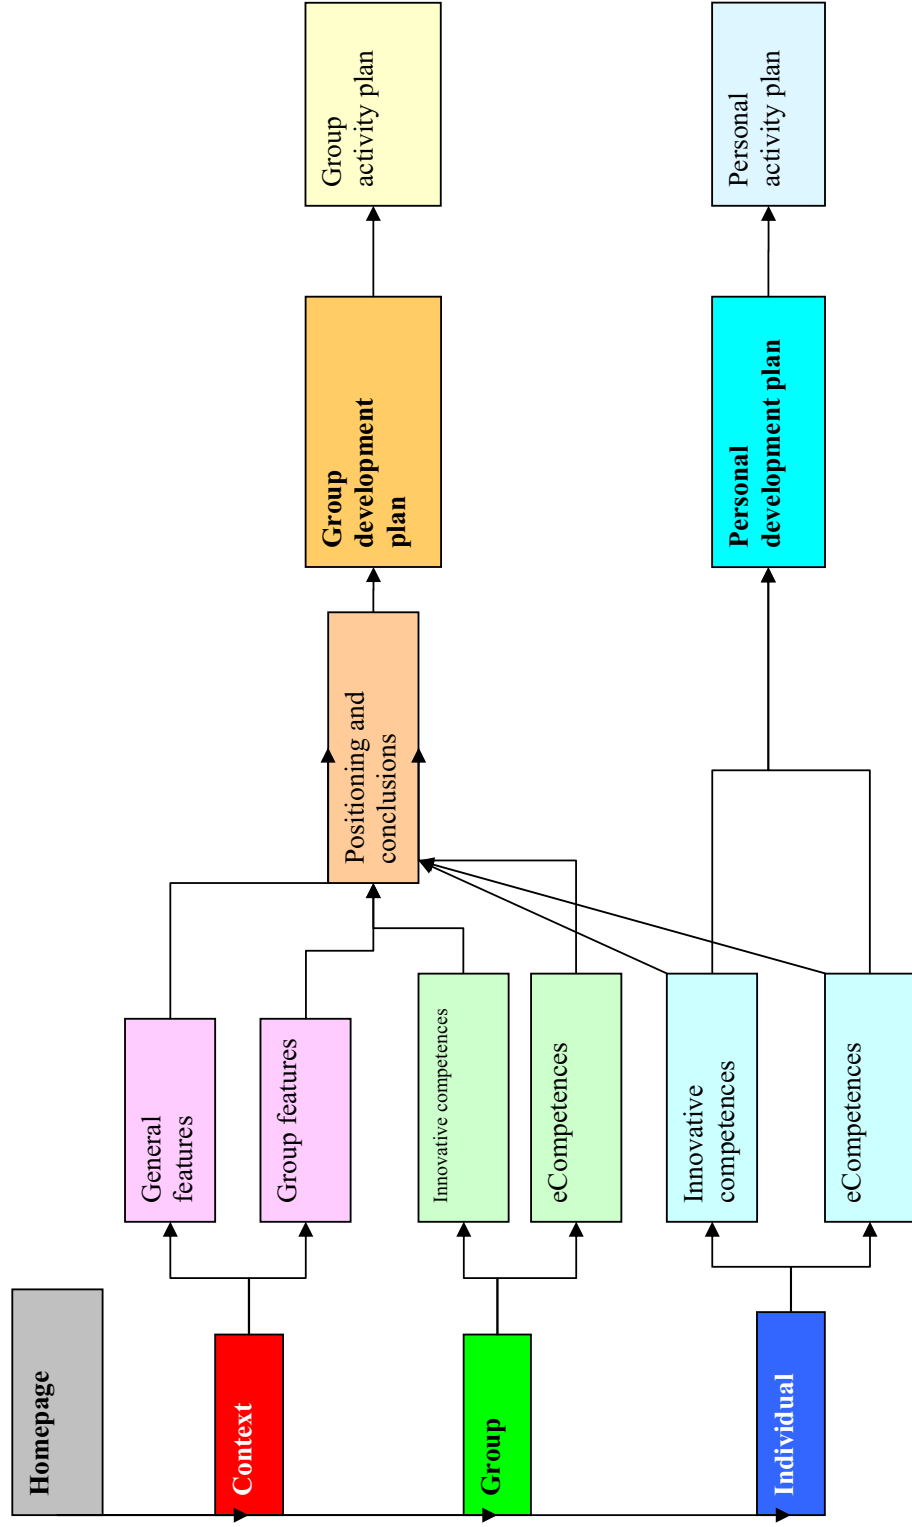 Homepage
Context
General
features
Group features
Group
Innovative competences
eCompetences
Individual
Innovative
competences
eCompetences
Positioning and
conclusions
Group
development
plan
Group
activity plan
Personal
development plan
Personal
activity plan